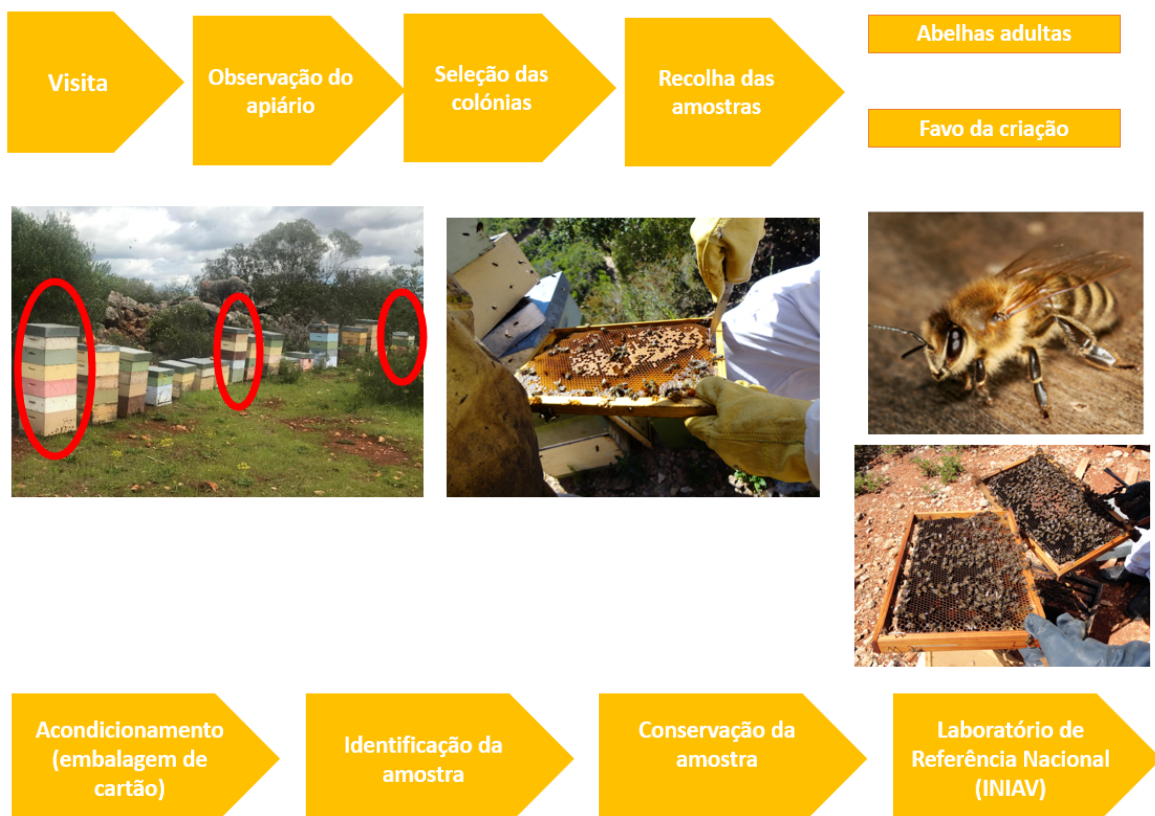 Visita
Observação do
apiário
Seleção das
colónias
Recolha das
amostras
Abelhas adultas
Favo da criação
Acondicionamento
(embalagem de
cartão)
Identificação da
amostra
Conservação da
amostra
Laboratório de
Referência Nacional
(INIAV)